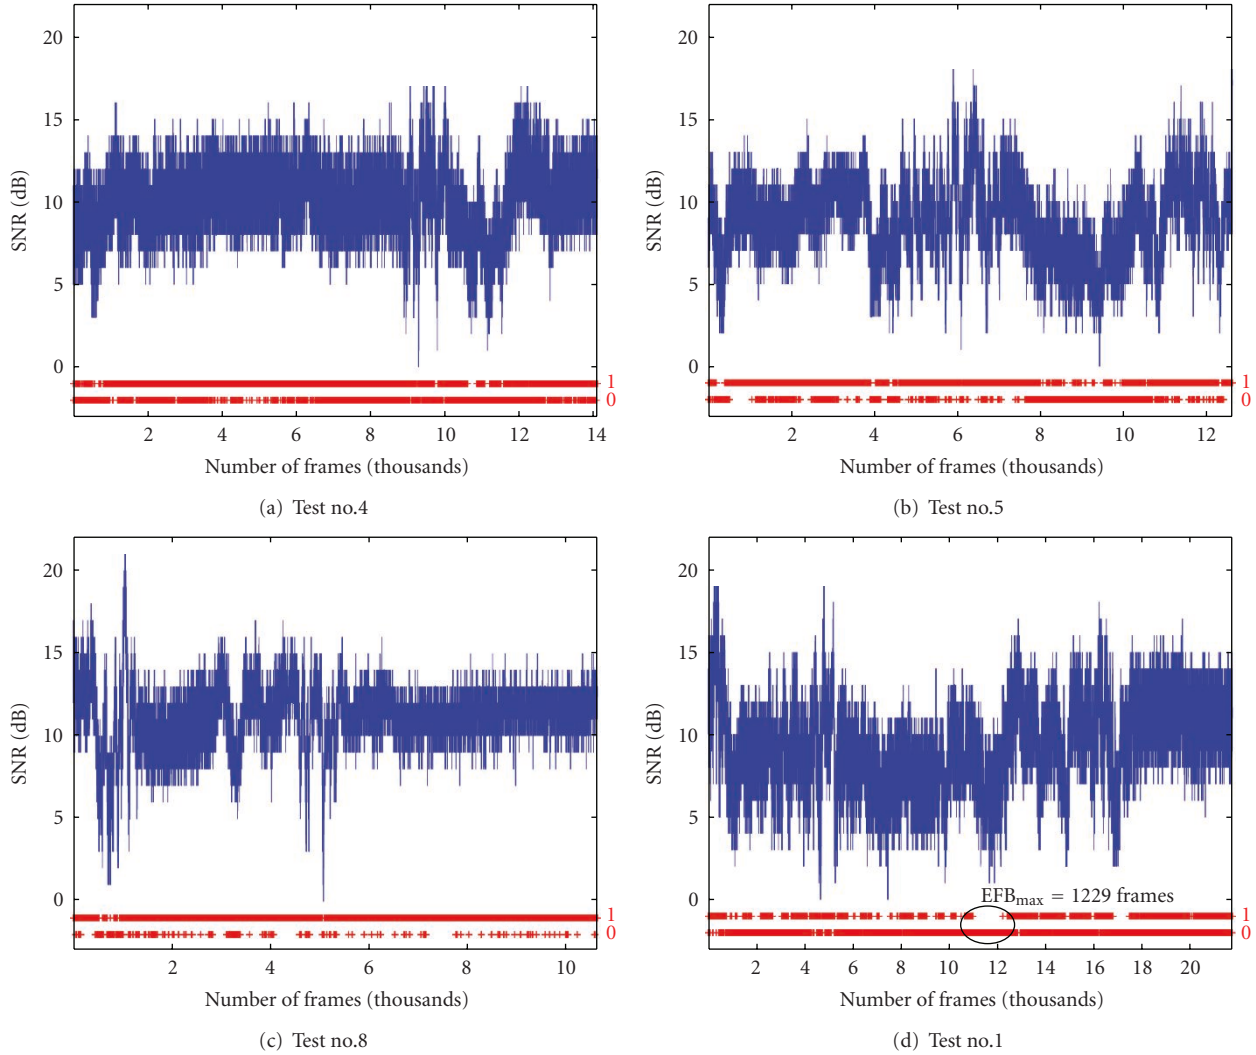 20
15
10
5
0
SNR (dB)
1
0
2 4 6 8 10 12 14
Number of frames (thousands)
(a) Test no.4
20
15
10
5
0
SNR (dB)
1
0
2 4 6 8 10 12
Number of frames (thousands)
(b) Test no.5
20
15
10
5
0
SNR (dB)
1
0
2 4 6 8 10
Number of frames (thousands)
(c) Test no.8
20
15
10
5
0
SNR (dB)
EFBmax = 1229 frames
1
0
2 4 6 8 10 12 14 16 20
Number of frames (thousands)
(d) Test no.1